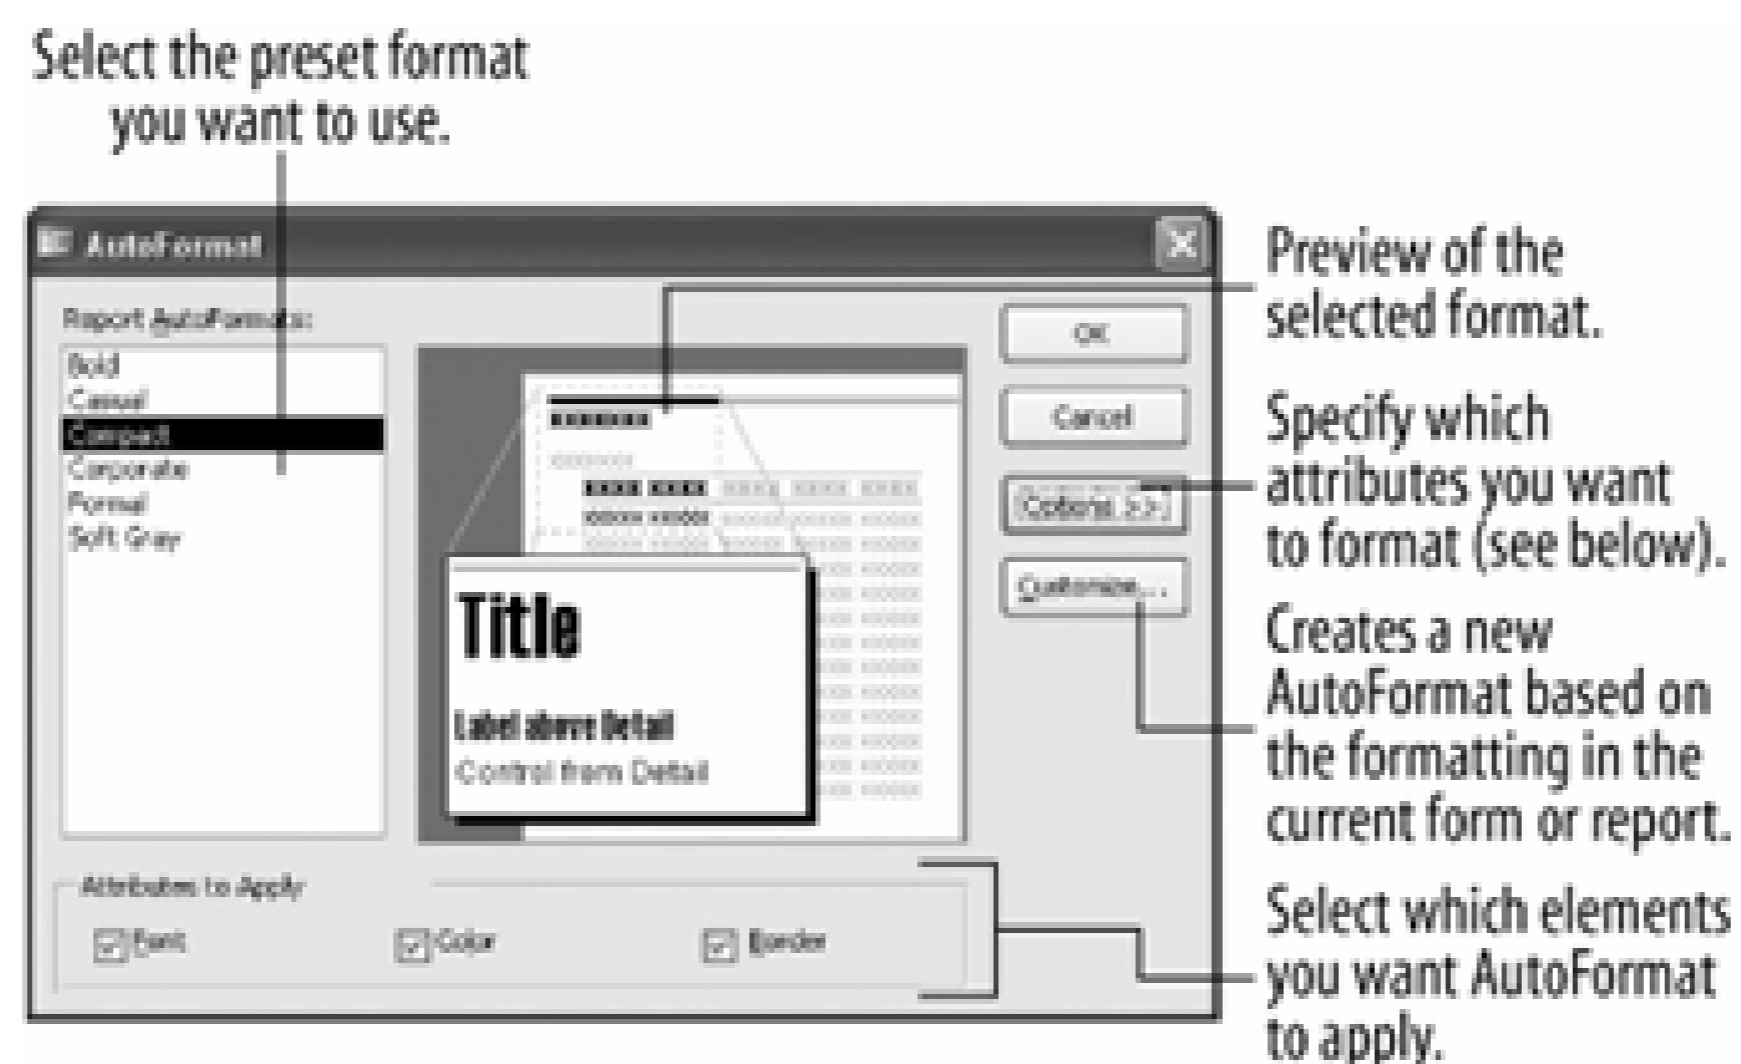 Select the preset format
you want to use.
AutoFormat
Report AutoFormats:
Bold
Casual
Compact
Corporate
Formal
Soft Gray
Title
Label above Detail
Control from Detail
OK
Cancel
Options >>
Customize...
Attributes to Apply
Font
Color
Border
Preview of the
selected format.
Specify which
attributes you want
to format (see below).
Creates a new
AutoFormat based on
the formatting in the
current form or report.
Select which elements
you want AutoFormat
to apply.